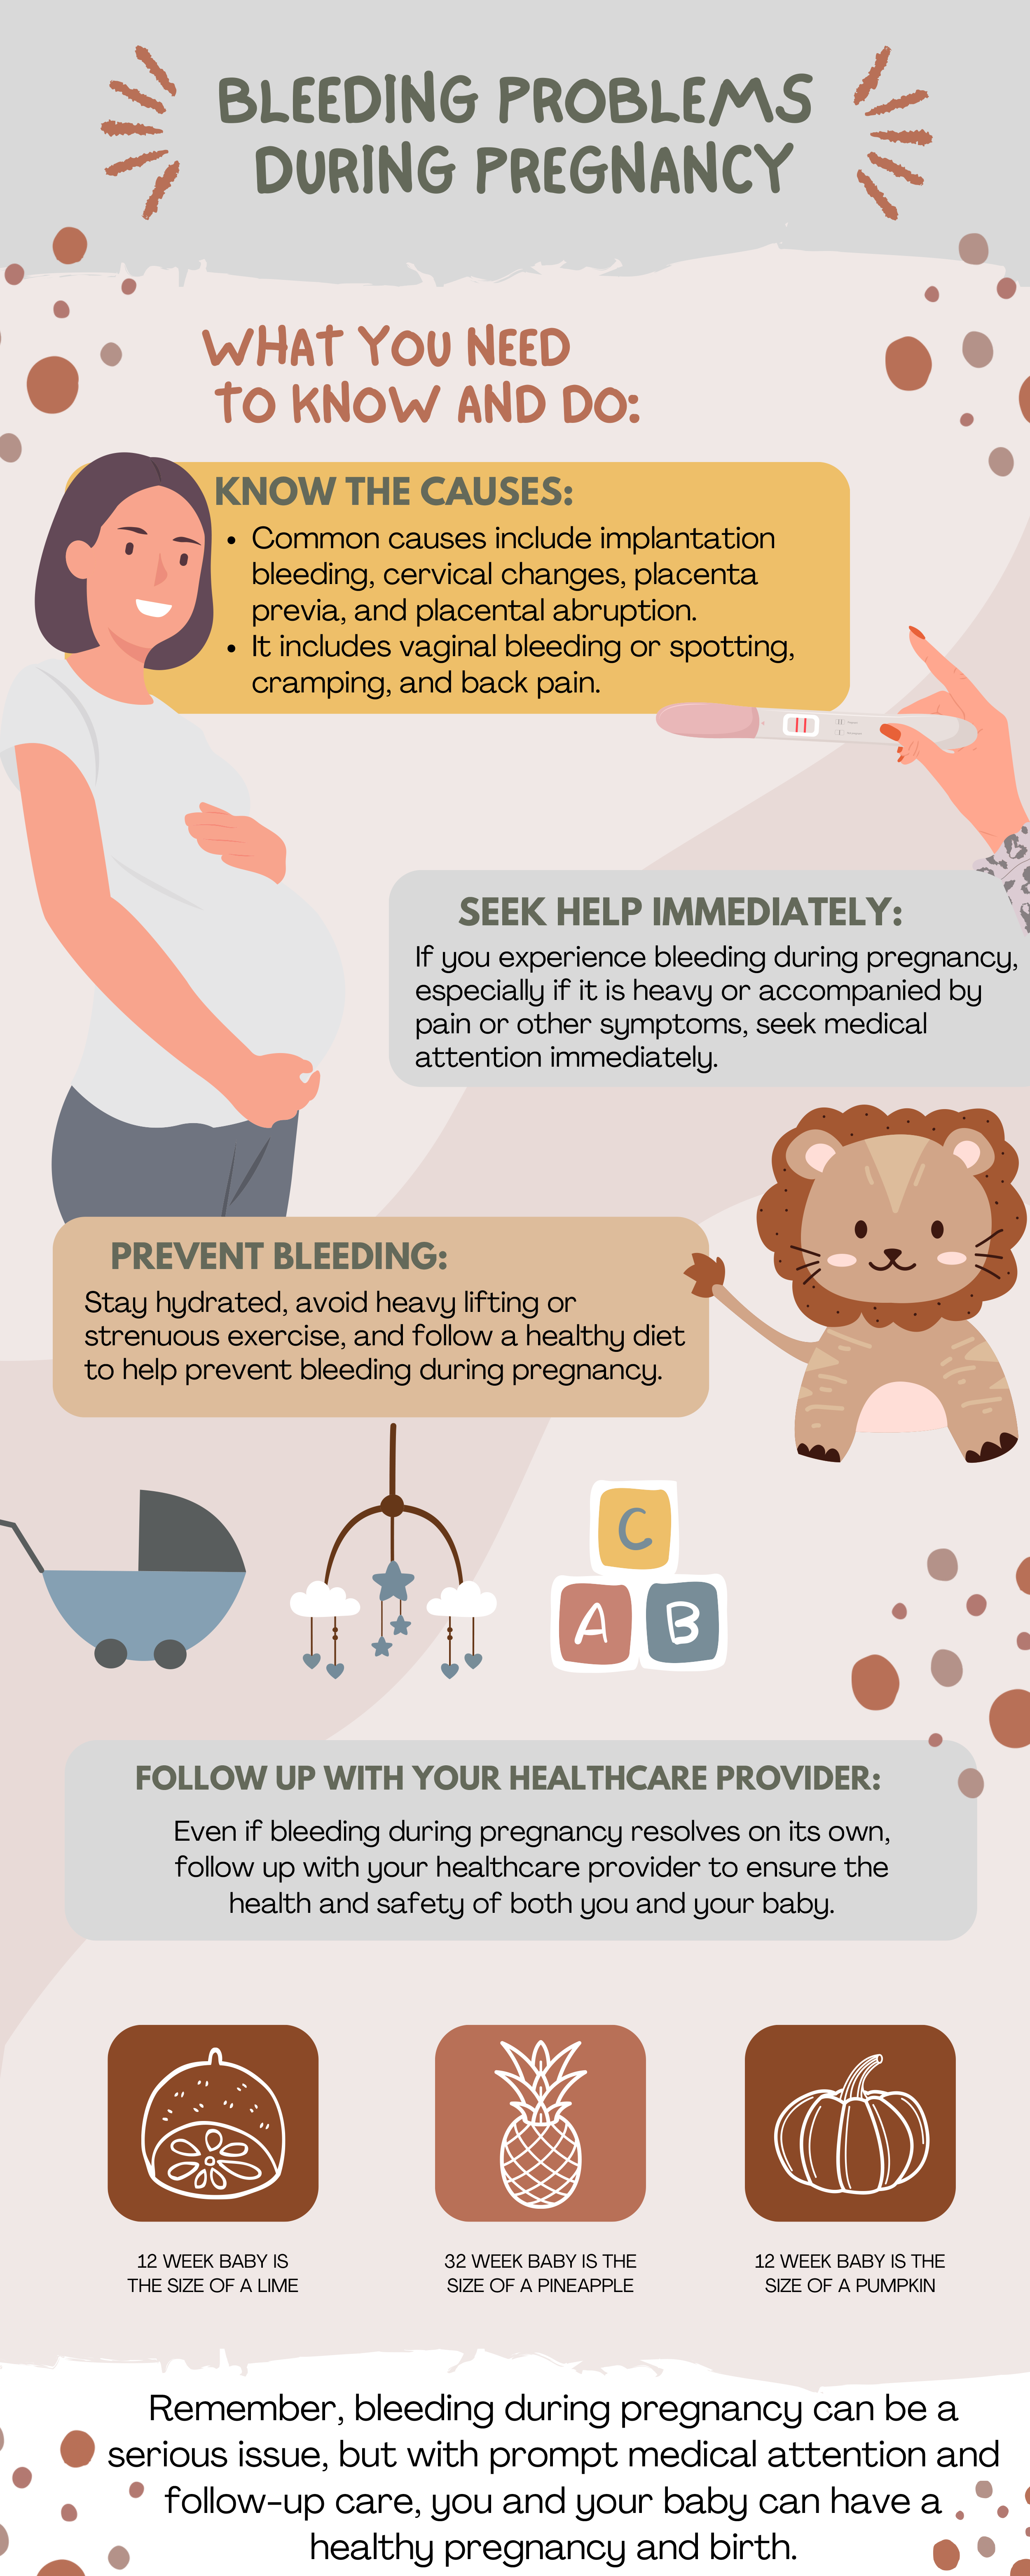 BLEEDING PROBLEMS
DURING PREGNANCY
WHAT YOU NEED
TO KNOW AND DO:
KNOW THE CAUSES:
• Common causes include implantation
bleeding, cervical changes, placenta
previa, and placental abruption.
• It includes vaginal bleeding or spotting,
cramping, and back pain.
SEEK HELP IMMEDIATELY:
If you experience bleeding during pregnancy,
especially if it is heavy or accompanied by
pain or other symptoms, seek medical
attention immediately.
PREVENT BLEEDING:
Stay hydrated, avoid heavy lifting or
strenuous exercise, and follow a healthy diet
to help prevent bleeding during pregnancy.
C
A B
FOLLOW UP WITH YOUR HEALTHCARE PROVIDER:
Even if bleeding during pregnancy resolves on its own,
follow up with your healthcare provider to ensure the
health and safety of both you and your baby.
12 WEEK BABY IS
THE SIZE OF A LIME
32 WEEK BABY IS THE
SIZE OF A PINEAPPLE
12 WEEK BABY IS THE
SIZE OF A PUMPKIN
Remember, bleeding during pregnancy can be a
serious issue, but with prompt medical attention and
follow-up care, you and your baby can have a
healthy pregnancy and birth.